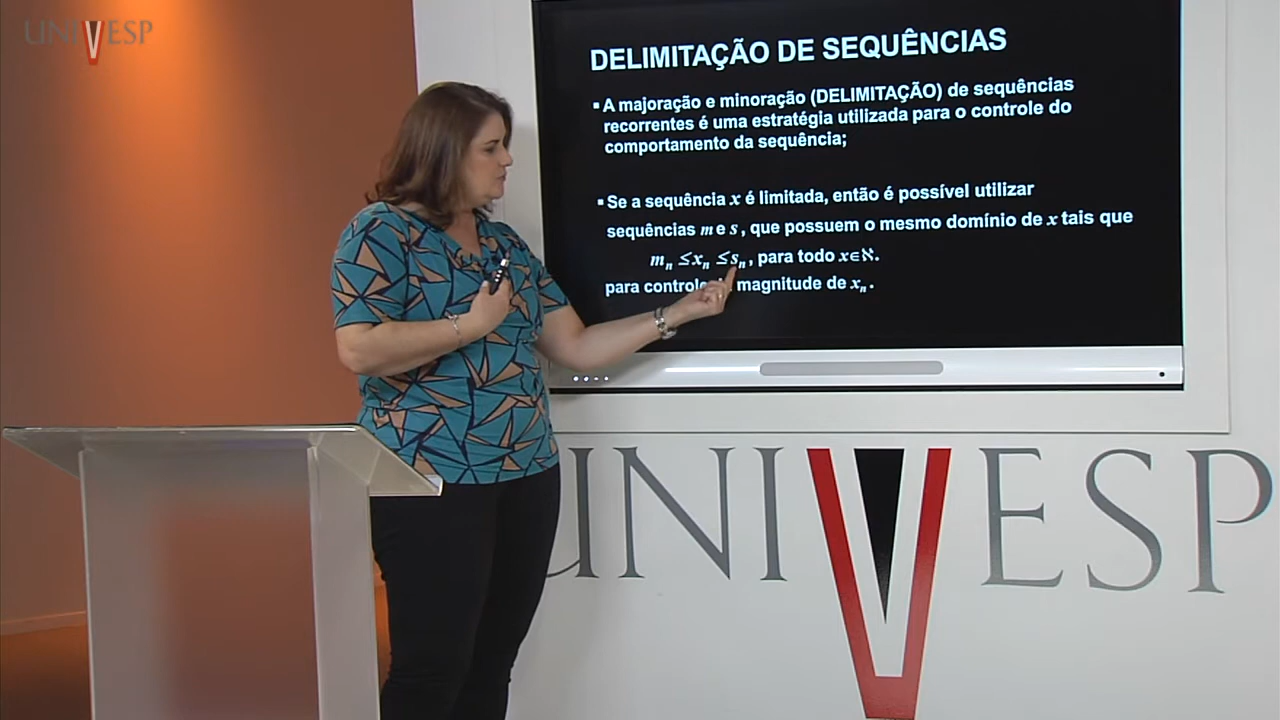 UNIVESP
DELIMITAÇÃO DE SEQUÊNCIAS
▪ A majoração e minoração (DELIMITAÇÃO) de sequências
recorrentes é uma estratégia utilizada para o controle do
comportamento da sequência;
▪ Se a sequência x é limitada, então é possível utilizar
sequências m e s, que possuem o mesmo domínio de x tais que
mₙ ≤ xₙ ≤ sₙ, para todo x∈ℵ.
para controle magnitude de xₙ.
UNIVESP